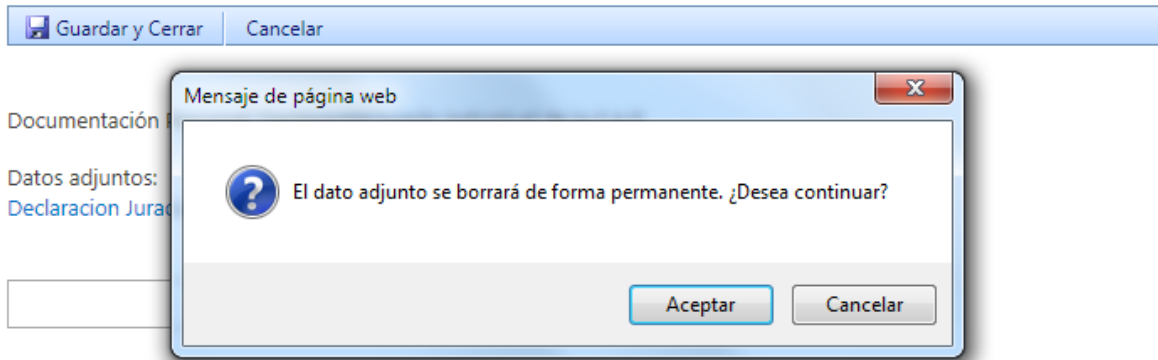 Guardar y Cerrar Cancelar
Mensaje de página web
Documentación
Datos adjuntos:
El dato adjunto se borrará de forma permanente. ¿Desea continuar?
Declaracion
Aceptar Cancelar